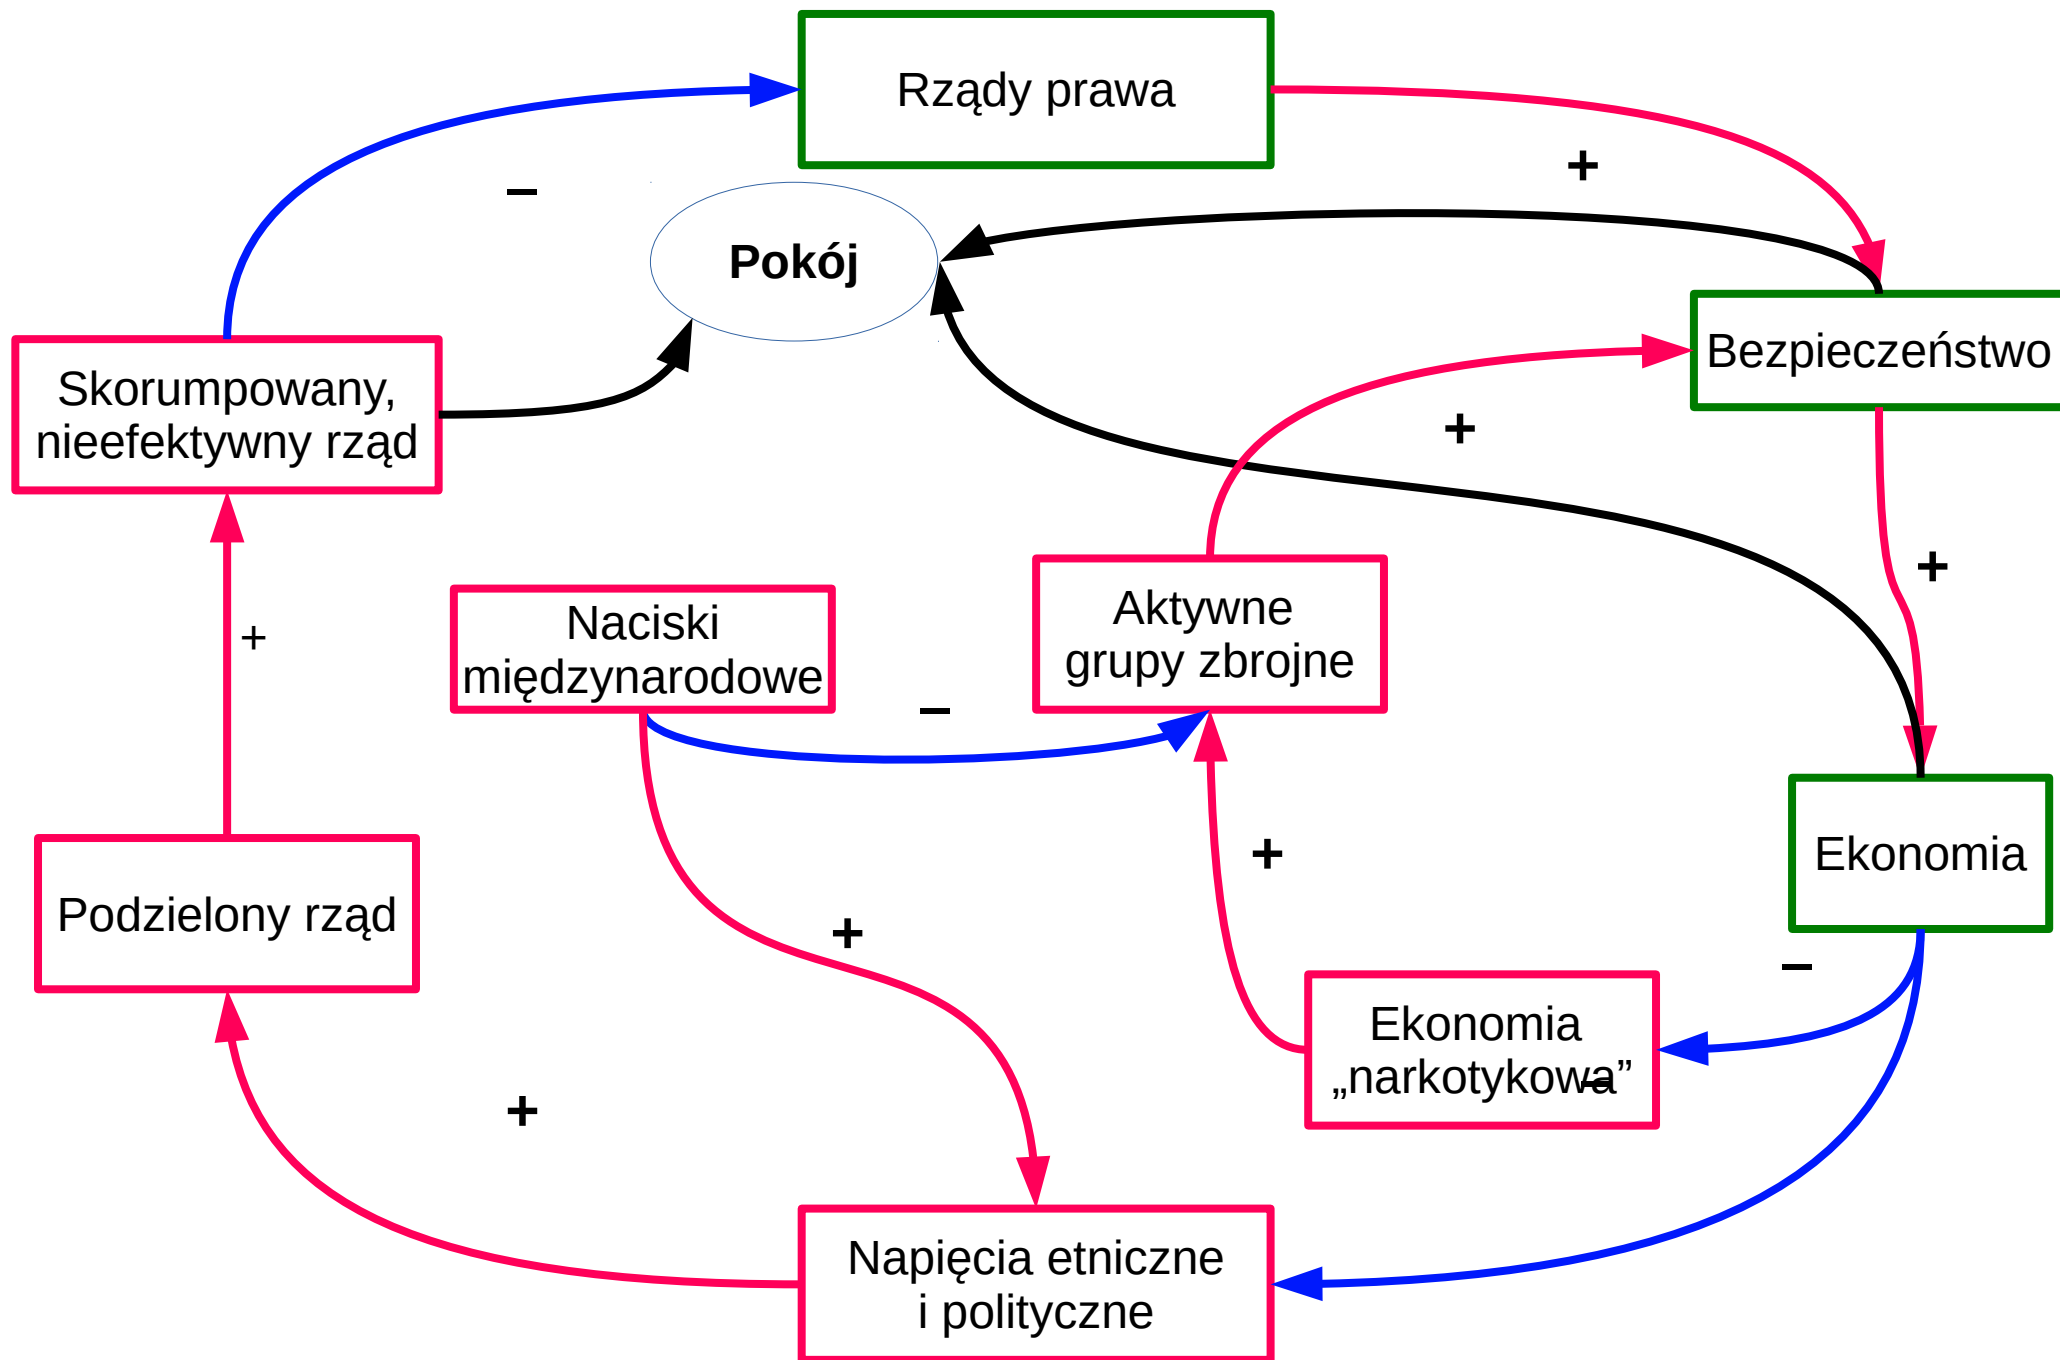 Rządy prawa
+
–
Pokój
Bezpieczeństwo
Skorumpowany,
nieefektywny rząd
+
+
Aktywne
grupy zbrojne
Naciski
międzynarodowe
+
–
Ekonomia
+
Podzielony rząd
+
–
Ekonomia
„narkotykowa”
–
+
Napięcia etniczne
i polityczne